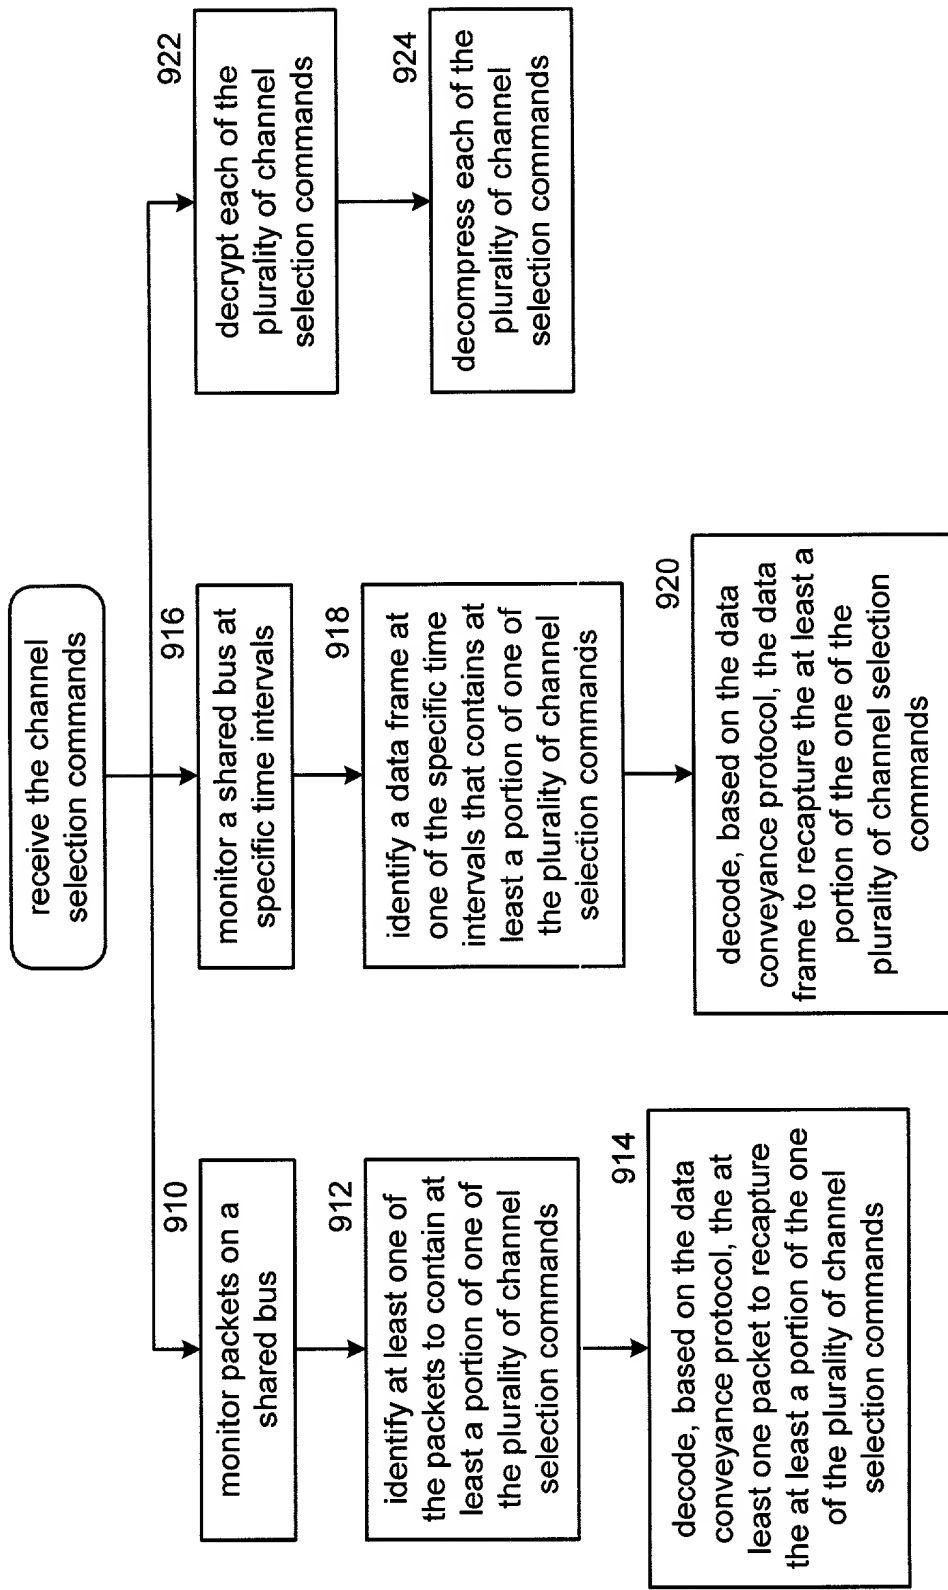 receive the channel
selection commands
910
monitor packets on a
shared bus
912
identify at least one of
the packets to contain at
least a portion of one of
the plurality of channel
selection commands
914
decode, based on the data
conveyance protocol, the at
least one packet to recapture
the at least a portion of the one
of the plurality of channel
selection commands
916
monitor a shared bus at
specific time intervals
918
identify a data frame at
one of the specific time
intervals that contains at
least a portion of one of
the plurality of channel
selection commands
920
decode, based on the data
conveyance protocol, the data
frame to recapture the at least a
portion of the one of the
plurality of channel selection
commands
922
decrypt each of the
plurality of channel
selection commands
924
decompress each of the
plurality of channel
selection commands